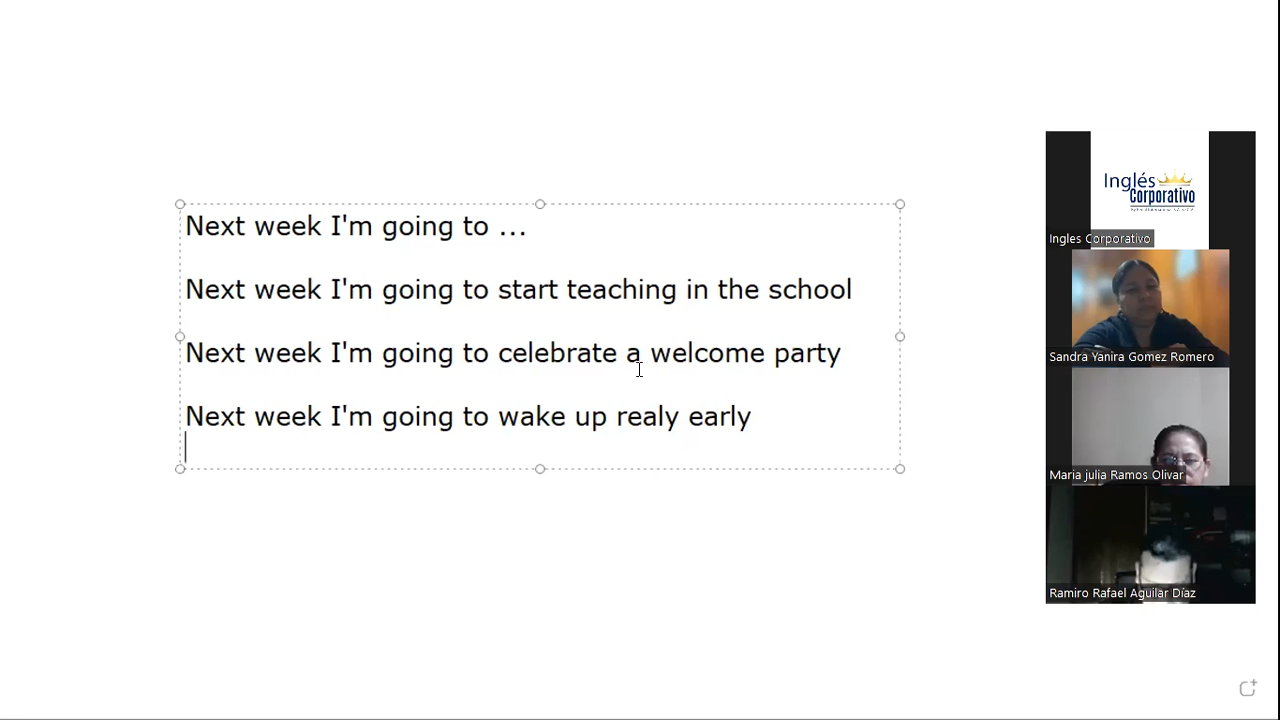 Next week I'm going to ...
Next week I'm going to start teaching in the school
Next week I'm going to celebrate a welcome party
Next week I'm going to wake up realy early
Inglés
Corporativo
Ingles Corporativo
Sandra Yanira Gomez Romero
Maria julia Ramos Olivar
Ramiro Rafael Aguilar Díaz